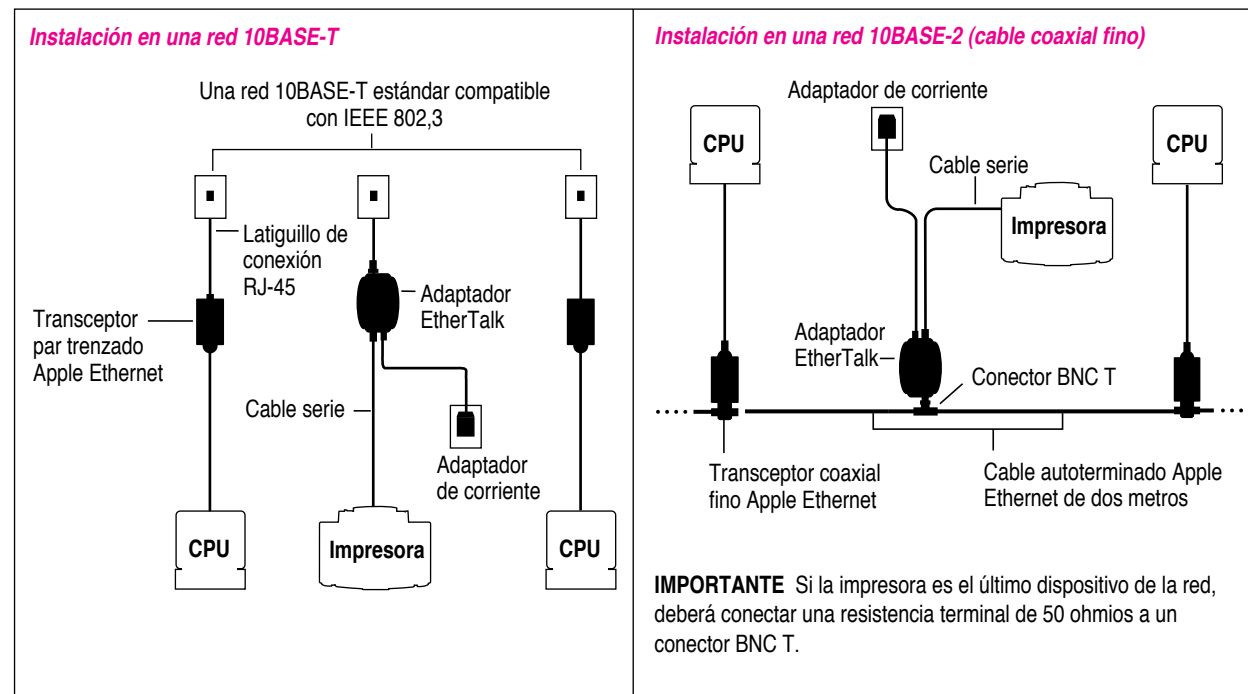 Instalación en una red 10BASE-T
Una red 10BASE-T estándar compatible
con IEEE 802,3
Latiguillo de
conexión
RJ-45
Adaptador
EtherTalk
Transceptor
par trenzado
Apple Ethernet
Cable serie
Adaptador
de corriente
CPU
Impresora
CPU
Instalación en una red 10BASE-2 (cable coaxial fino)
Adaptador de corriente
CPU
CPU
Cable serie
Impresora
Adaptador
EtherTalk
Conector BNC T
Transceptor coaxial
fino Apple Ethernet
Cable autoterminado Apple
Ethernet de dos metros
IMPORTANTE Si la impresora es el último dispositivo de la red,
deberá conectar una resistencia terminal de 50 ohmios a un
conector BNC T.